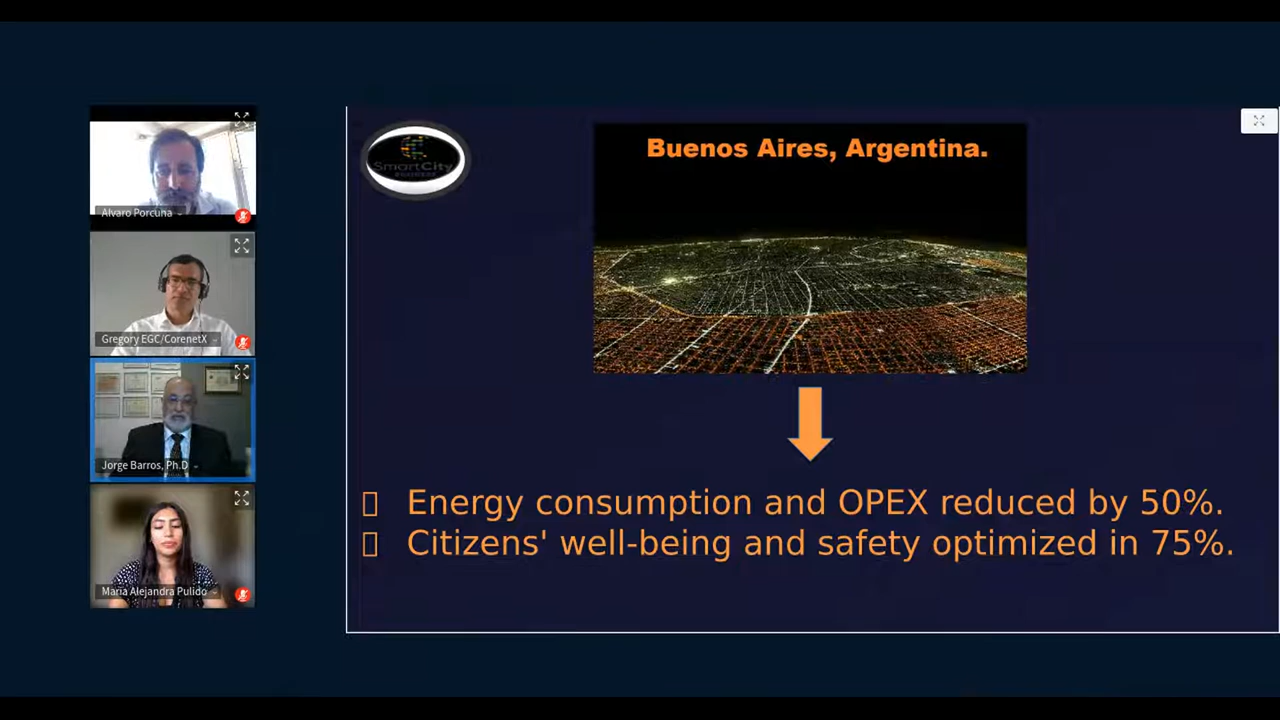 Alvaro Porcuna
Gregory EGC/CorenetX
Jorge Barros, Ph.D
Maria Alejandra Pulido
SmartCity
Buenos Aires, Argentina.
Energy consumption and OPEX reduced by 50%.
Citizens' well-being and safety optimized in 75%.